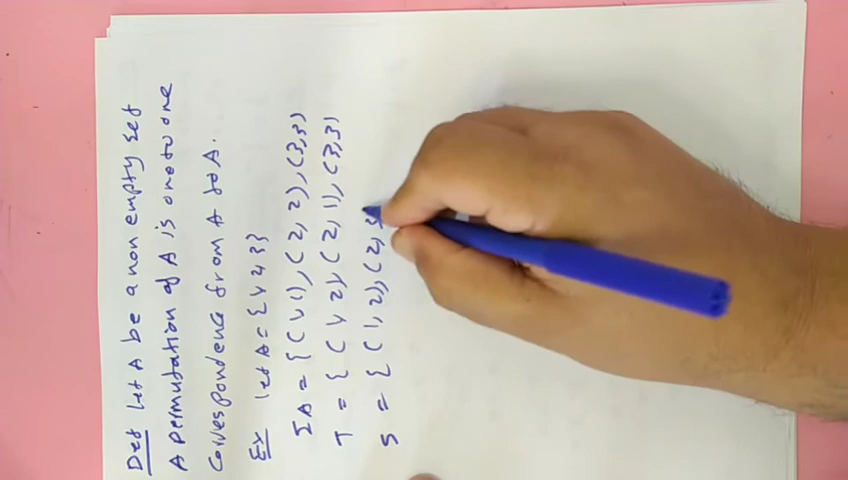 Def Let A be a non empty set
A permutation of A is one to one
Correspondence from A to A.
Ex let A = {1, 2, 3}
IA = { (1, 1), (2, 2), (3, 3)
T = { (1, 2), (2, 1), (3, 3)
S = { (1, 2), (2, 3